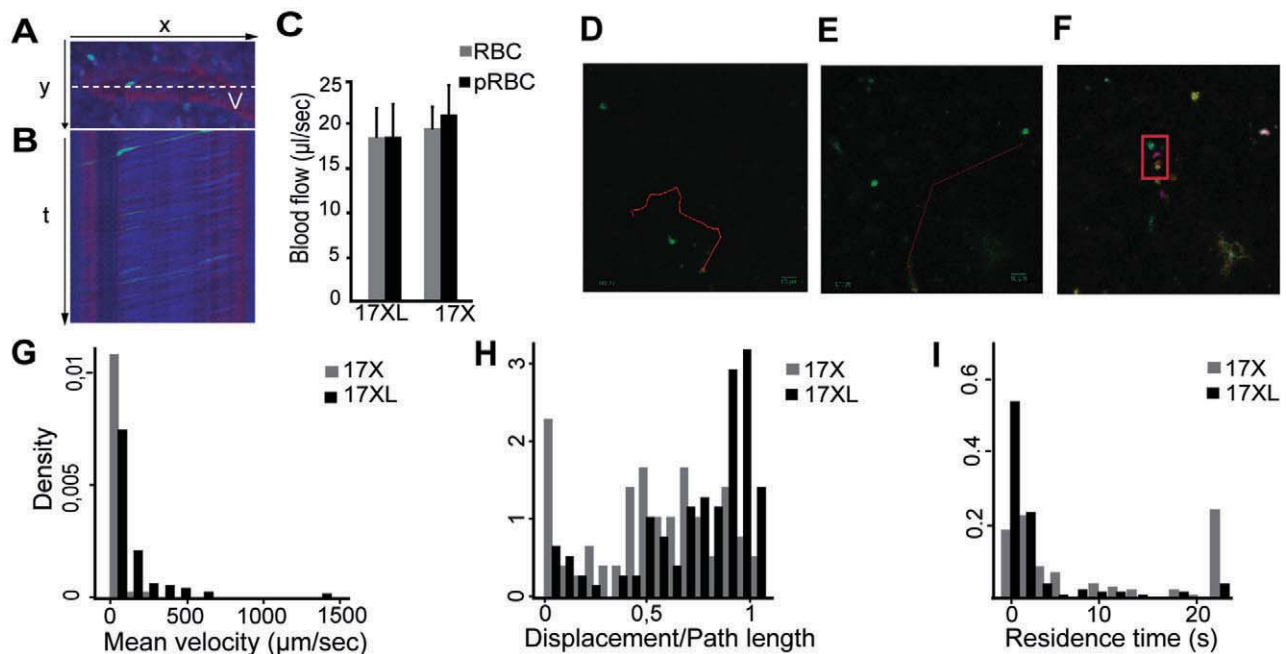 A
x
y
V
B
t
C
RBC
pRBC
Blood flow (µl/sec)
25
20
15
10
5
0
17XL
17X
D
E
F
G
17X
17XL
Density
0,01
0,005
0
0
500
1000
1500
Mean velocity (µm/sec)
H
17X
17XL
3
2
1
0
0
0,5
1
Displacement/Path length
I
17X
17XL
0.6
0.4
0.2
0
10
20
Residence time (s)